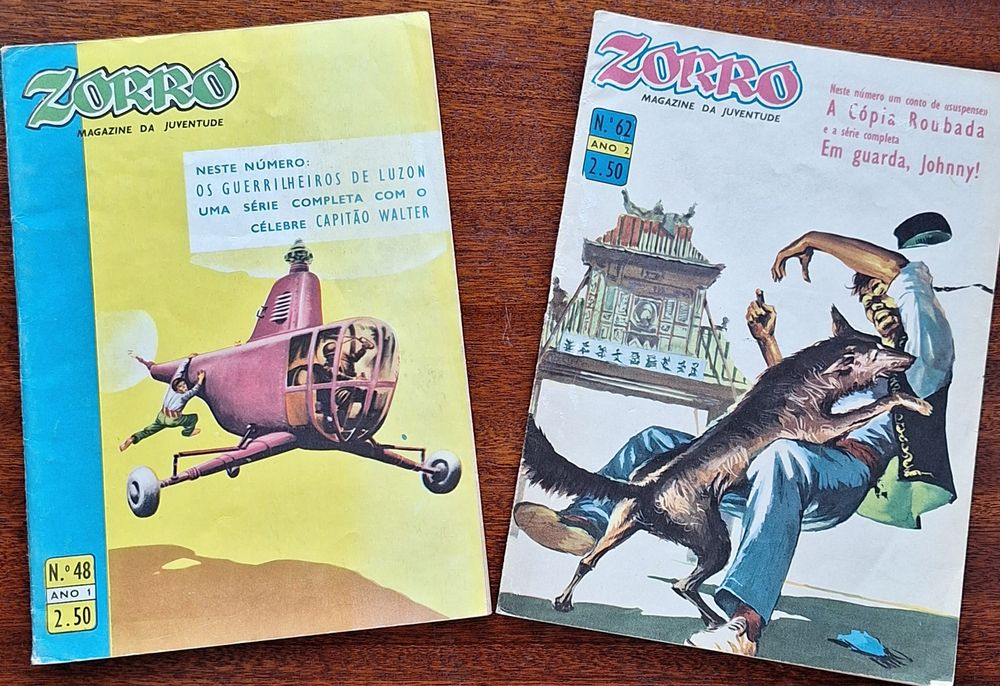 ZORRO
MAGAZINE DA JUVENTUDE
NESTE NÚMERO:
OS GUERRILHEIROS DE LUZON
UMA SÉRIE COMPLETA COM O
CÉLEBRE CAPITÃO WALTER
N.º 48
ANO 1
2.50
ZORRO
MAGAZINE DA JUVENTUDE
N.º 62
ANO 2
2.50
Neste número um conto de «suspense»
A Cópia Roubada
e a série completa
Em guarda, Johnny!